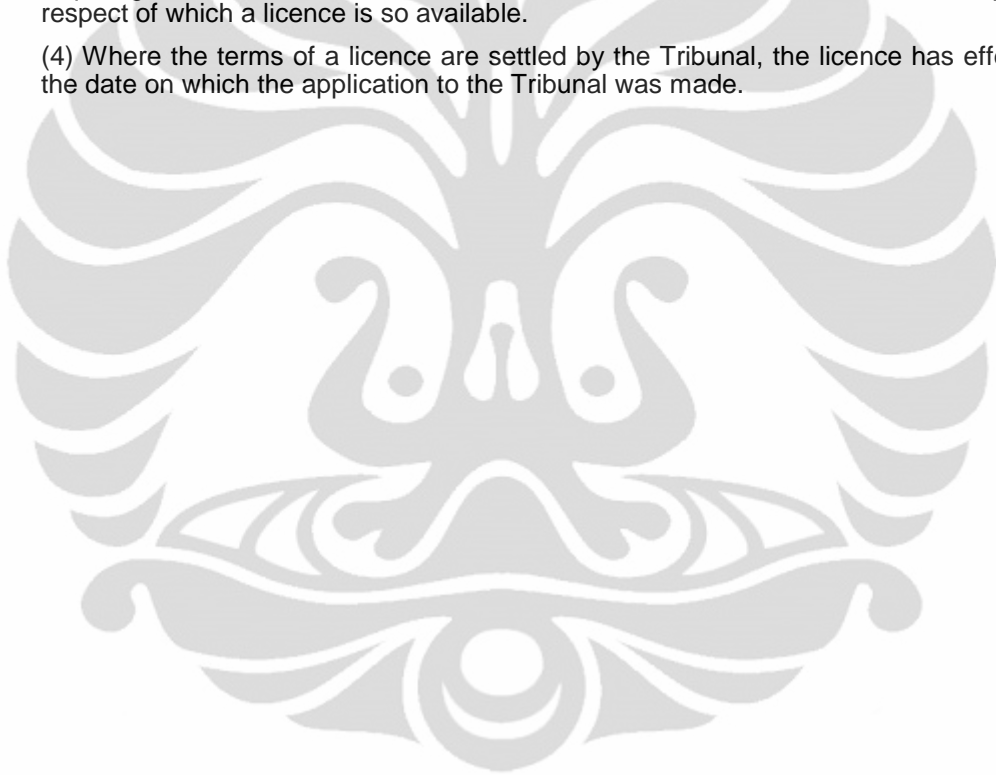 respect of which a licence is so available.
(4) Where the terms of a licence are settled by the Tribunal, the licence has
the date on which the application to the Tribunal was made.